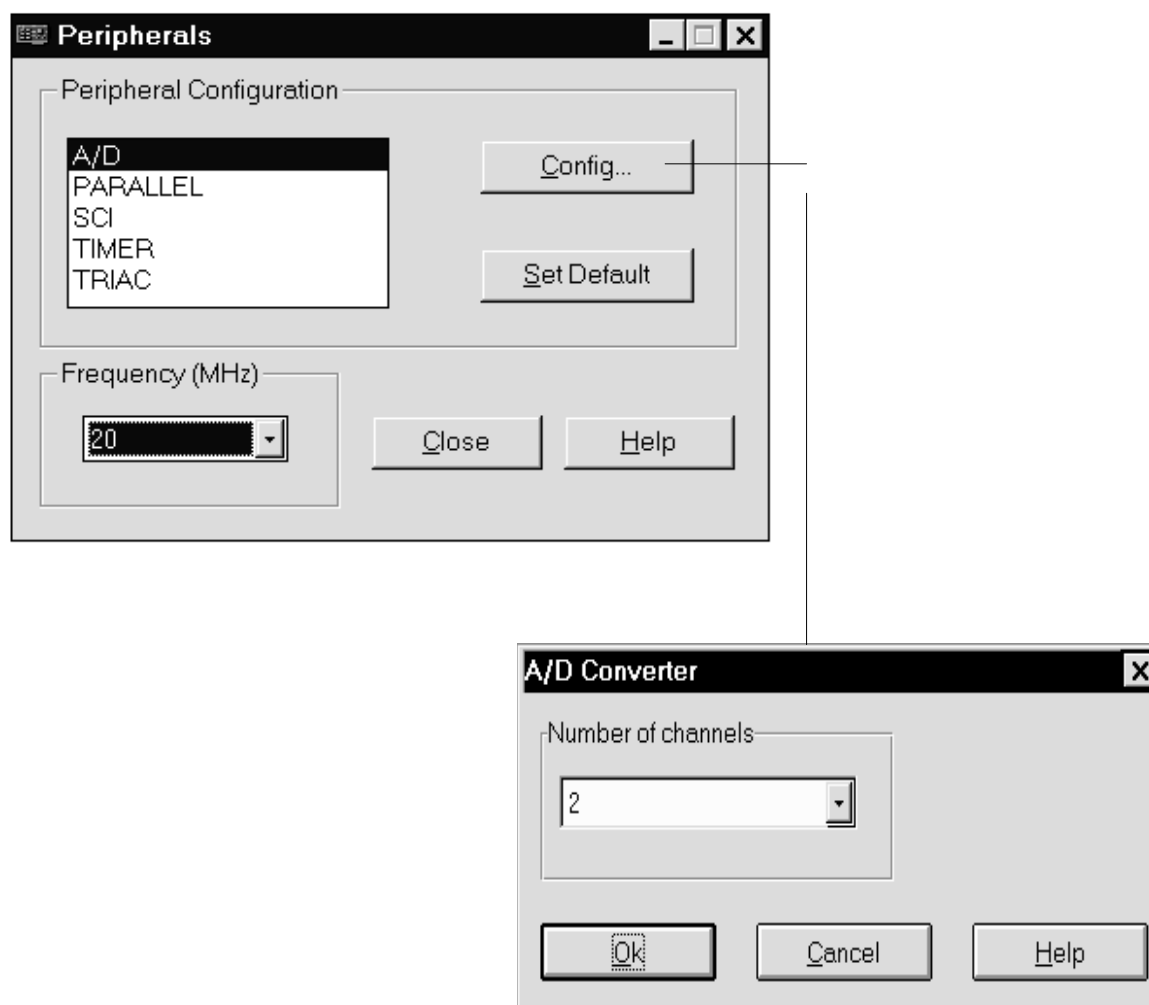 Peripherals
Peripheral Configuration
A/D
PARALLEL
SCI
TIMER
TRIAC
Config...
Set Default
Frequency (MHz)
20
Close
Help
A/D Converter
Number of channels
2
Ok
Cancel
Help